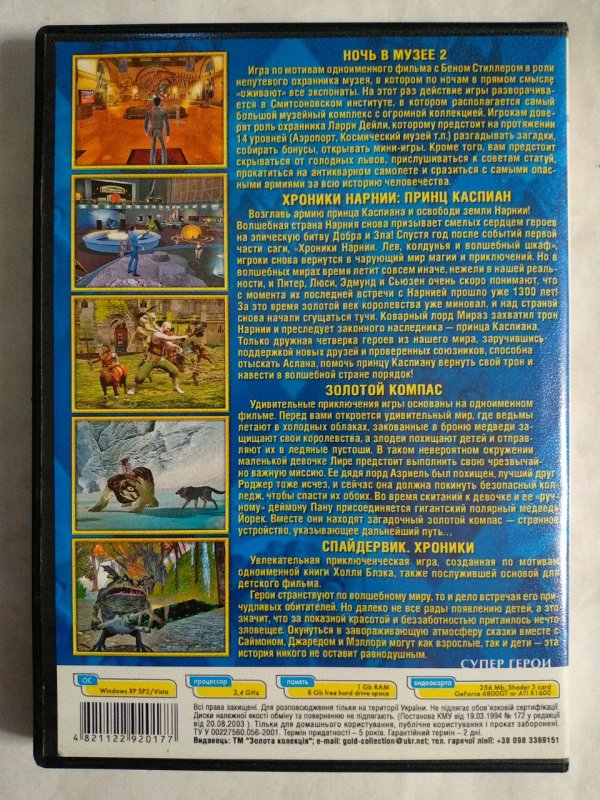 НОЧЬ В МУЗЕЕ 2
Игра по мотивам одноименного фильма с Беном Стиллером в роли
непутевого охранника музея, в котором по ночам в прямом смысле
«оживают» все экспонаты. На этот раз действие игры разворачива-
ется в Смитсоновском институте, в котором располагается самый
большой музейный комплекс с огромной коллекцией. Игрокам дове-
рят роль охранника Ларри Дейли, которому предстоит на протяжении
14 уровней (Аэропорт, Космический музей т.п.) разгадывать загадки,
собирать бонусы, открывать мини-игры. Кроме того, вам предстоит
скрываться от голодных львов, прислушиться к советам статуй,
прокатиться на антикварном самолете и сразиться с самыми опас-
ными армиями за всю историю человечества.
ХРОНИКИ НАРНИИ: ПРИНЦ КАСПИАН
Возглавь армию принца Каспиана и освободи земли Нарнии!
Волшебная страна Нарния снова призывает смелых сердцем героев
на эпическую битву Добра и Зла! Спустя год после событий первой
части саги, «Хроники Нарнии. Лев, колдунья и волшебный шкаф»,
игроки снова вернутся в чарующий мир магии и приключений. Но в
волшебных мирах время летит совсем иначе, нежели в нашей реаль-
ности, и Питер, Люси, Эдмунд и Сьюзен очень скоро понимают, что
с момента их последней встречи с Нарнией прошло уже 1300 лет!
За это время золотой век королевства уже миновал, и над страной
снова начали сгущаться тучи. Коварный лорд Мираз захватил трон
Нарнии и преследует законного наследника — принца Каспиана.
Только дружная четверка героев из нашего мира, заручившись
поддержкой новых друзей и проверенных союзников, способна
отыскать Аслана, помочь принцу Каспиану вернуть свой трон и
навести в волшебной стране порядок!
ЗОЛОТОЙ КОМПАС
Удивительные приключения игры основаны на одноименном
фильме. Перед вами откроется удивительный мир, где ведьмы
летают в холодных облаках, закованные в броню медведи за-
щищают свои королевства, а злодеи похищают детей и отправ-
ляют их в ледяные пустоши. В таком невероятном окружении,
маленькой девочке Лире предстоит выполнить свою чрезвычай-
но важную миссию. Ее дядя лорд Азриель был похищен, лучший друг
Роджер тоже исчез, и сейчас она должна покинуть безопасный кол-
ледж, чтобы спасти их обоих. Во время скитаний к девочке и ее «руч-
ному» деймону Пану присоединяется гигантский полярный медведь
Йорек. Вместе они находят загадочный золотой компас — странное
устройство, указывающее дальнейший путь…
СПАЙДЕРВИК. ХРОНИКИ
Увлекательная приключенческая игра, созданная по мотивам
одноименной книги Холли Блэка, также послужившей основой для
детского фильма.
Герои странствуют по волшебному миру, то и дело встречая его при-
чудливых обитателей. Но далеко не все рады появлению детей, а это
значит, что за показной красотой и беззаботностью притаилось нечто
зловещее. Окунуться в завораживающую атмосферу сказки вместе с
Саймоном, Джаредом и Мэллори могут как взрослые, так и дети — эта
история никого не оставит равнодушным.
СУПЕР ГЕРОИ
ОС
Windows XP SP2/Vista
процессор
2,4 GHz
память
1 Gb RAM
8 Gb free hard drive space
видеокарта
256 Mb, Shader 3 card
GeForce 6800GT or ATI X1600
4 821122 920177
Всі права захищені. Для розповсюдження тільки на території України. Не підлягає обов`язковій сертифікації.
Диски належної якості обміну та поверненню не підлягають. (Постанова КМУ від 19.03.1994 № 172 у редакції
від 20.08.2003 ). Тільки для домашнього користування, публічне користування і прокат заборонені.
ТУ У 00227560.056-2001. Термін придатності - 5 років. Гарантійний термін - 2 дні.
Видавець: ТМ "Золота колекція"; e-mail: gold-collection@ukr.net; тел. гарячої лінії: +38 098 3369151